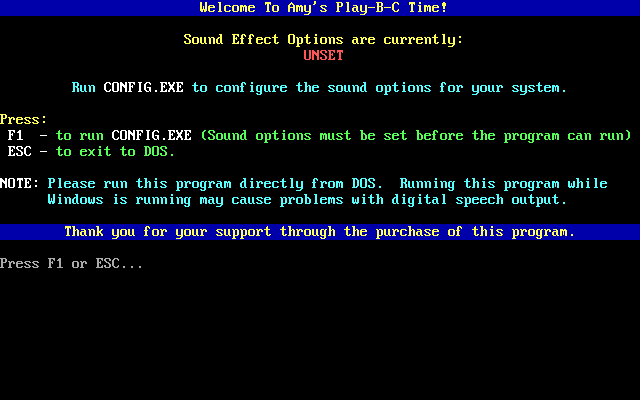 Welcome To Amy's Play-B-C Time!
Sound Effect Options are currently:
UNSET
Run CONFIG.EXE to configure the sound options for your system.
Press:
F1 - to run CONFIG.EXE (Sound options must be set before the program can run)
ESC - to exit to DOS.
NOTE: Please run this program directly from DOS. Running this program while
Windows is running may cause problems with digital speech output.
Thank you for your support through the purchase of this program.
Press F1 or ESC...